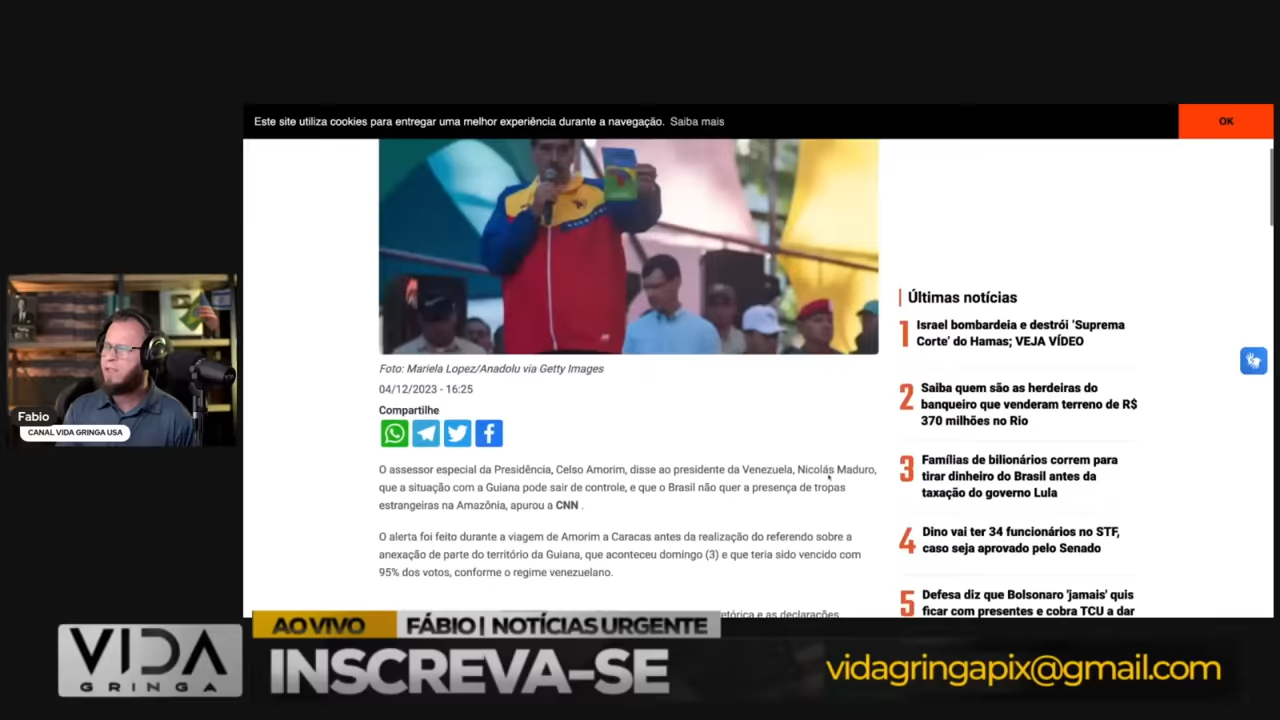 Este site utiliza cookies para entregar uma melhor experiência durante a navegação. Saiba mais
OK
Foto: Mariela Lopez/Anadolu via Getty Images
04/12/2023 - 16:25
Compartilhe
O assessor especial da Presidência, Celso Amorim, disse ao presidente da Venezuela, Nicolás Maduro,
que a situação com a Guiana pode sair de controle, e que o Brasil não quer a presença de tropas
estrangeiras na Amazônia, apurou a CNN .
O alerta foi feito durante a viagem de Amorim a Caracas antes da realização do referendo sobre a
anexação de parte do território da Guiana, que aconteceu domingo (3) e que teria sido vencido com
95% dos votos, conforme o regime venezuelano.
retórica e as declarações
Últimas notícias
1 Israel bombardeia e destrói ‘Suprema
Corte’ do Hamas; VEJA VÍDEO
2 Saiba quem são as herdeiras do
banqueiro que venderam terreno de R$
370 milhões no Rio
3 Famílias de bilionários correm para
tirar dinheiro do Brasil antes da
taxação do governo Lula
4 Dino vai ter 34 funcionários no STF,
caso seja aprovado pelo Senado
5 Defesa diz que Bolsonaro 'jamais' quis
ficar com presentes e cobra TCU a dar
Fabio
CANAL VIDA GRINGA USA
AO VIVO FÁBIO | NOTÍCIAS URGENTE
VIDA
GRINGA
INSCREVA-SE
vidagringapix@gmail.com